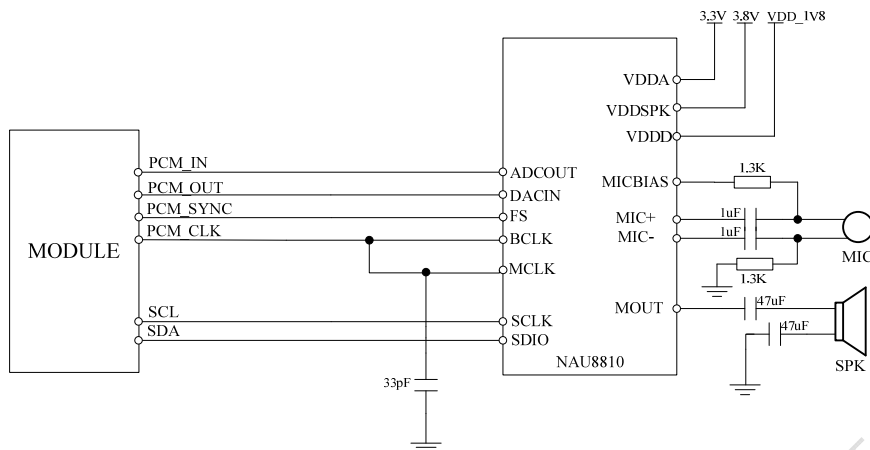 3.3V 3.8V VDD_1V8
VDDA
VDDSPK
VDDD
PCM_IN
ADCOUT
MICBIAS
1.3K
PCM_OUT
DACIN
PCM_SYNC
FS
MIC+
1uF
PCM_CLK
BCLK
MIC-
1uF
MODULE
MIC
MCLK
1.3K
SCL
SCLK
MOUT
47uF
SDA
SDIO
47uF
NAU8810
SPK
33pF